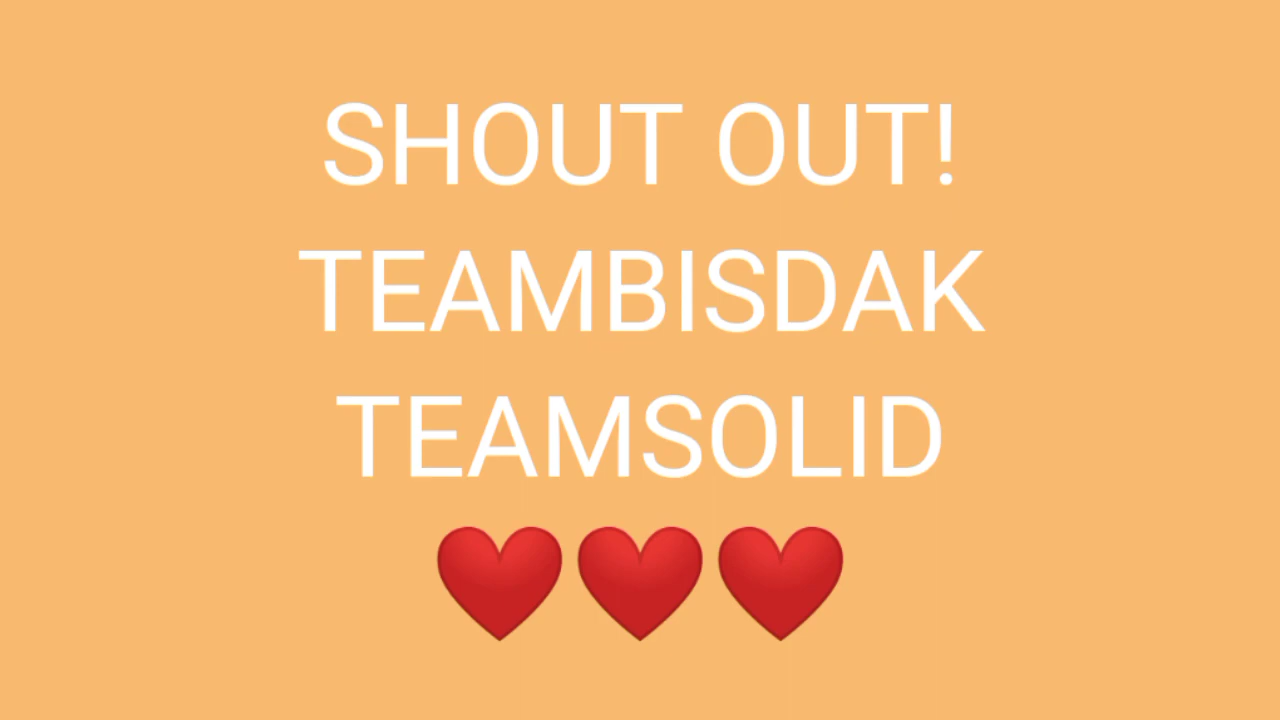 SHOUT OUT!
TEAMBISDAK
TEAMSOLID
❤️❤️❤️